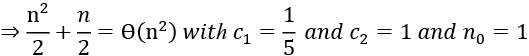 ⇒ n²/2 + n/2 = Θ(n²) with c₁ = 1/5 and c₂ = 1 and n₀ = 1